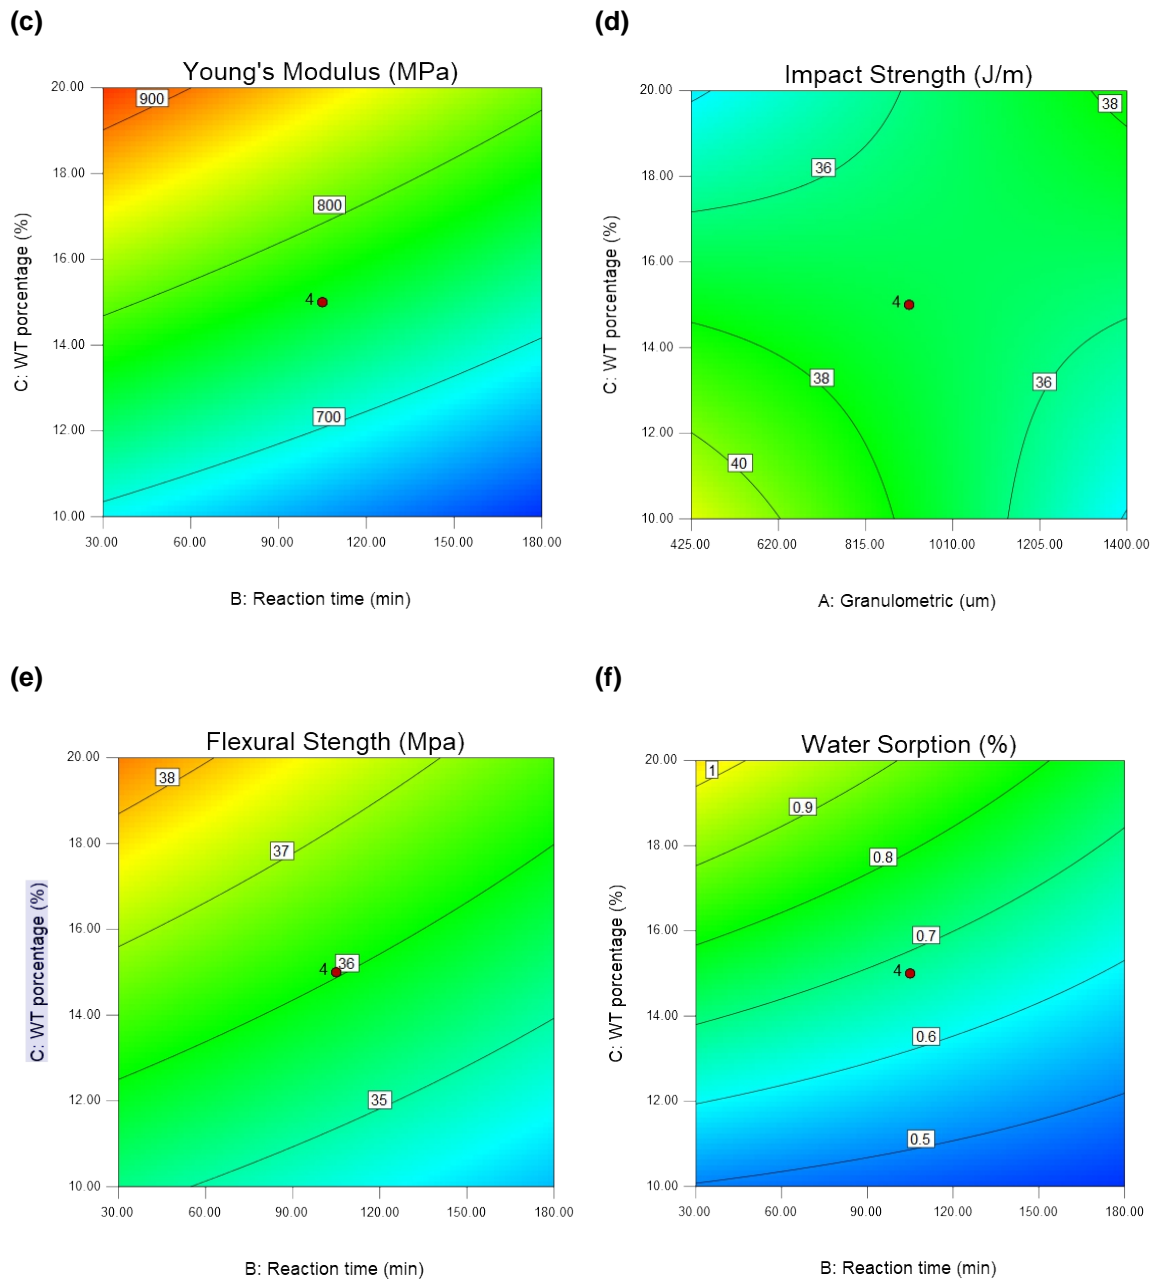 (c)
Young's Modulus (MPa)
C: WT porcentage (%)
20.00
18.00
16.00
14.00
12.00
10.00
900
800
4
700
30.00 60.00 90.00 120.00 150.00 180.00
B: Reaction time (min)
(d)
Impact Strength (J/m)
C: WT porcentage (%)
20.00
18.00
16.00
14.00
12.00
10.00
38
36
4
38
36
40
425.00 620.00 815.00 1010.00 1205.00 1400.00
A: Granulometric (um)
(e)
Flexural Stength (Mpa)
C: WT porcentage (%)
20.00
18.00
16.00
14.00
12.00
10.00
38
37
4 36
35
30.00 60.00 90.00 120.00 150.00 180.00
B: Reaction time (min)
(f)
Water Sorption (%)
C: WT porcentage (%)
20.00
18.00
16.00
14.00
12.00
10.00
1
0.9
0.8
0.7
4
0.6
0.5
30.00 60.00 90.00 120.00 150.00 180.00
B: Reaction time (min)